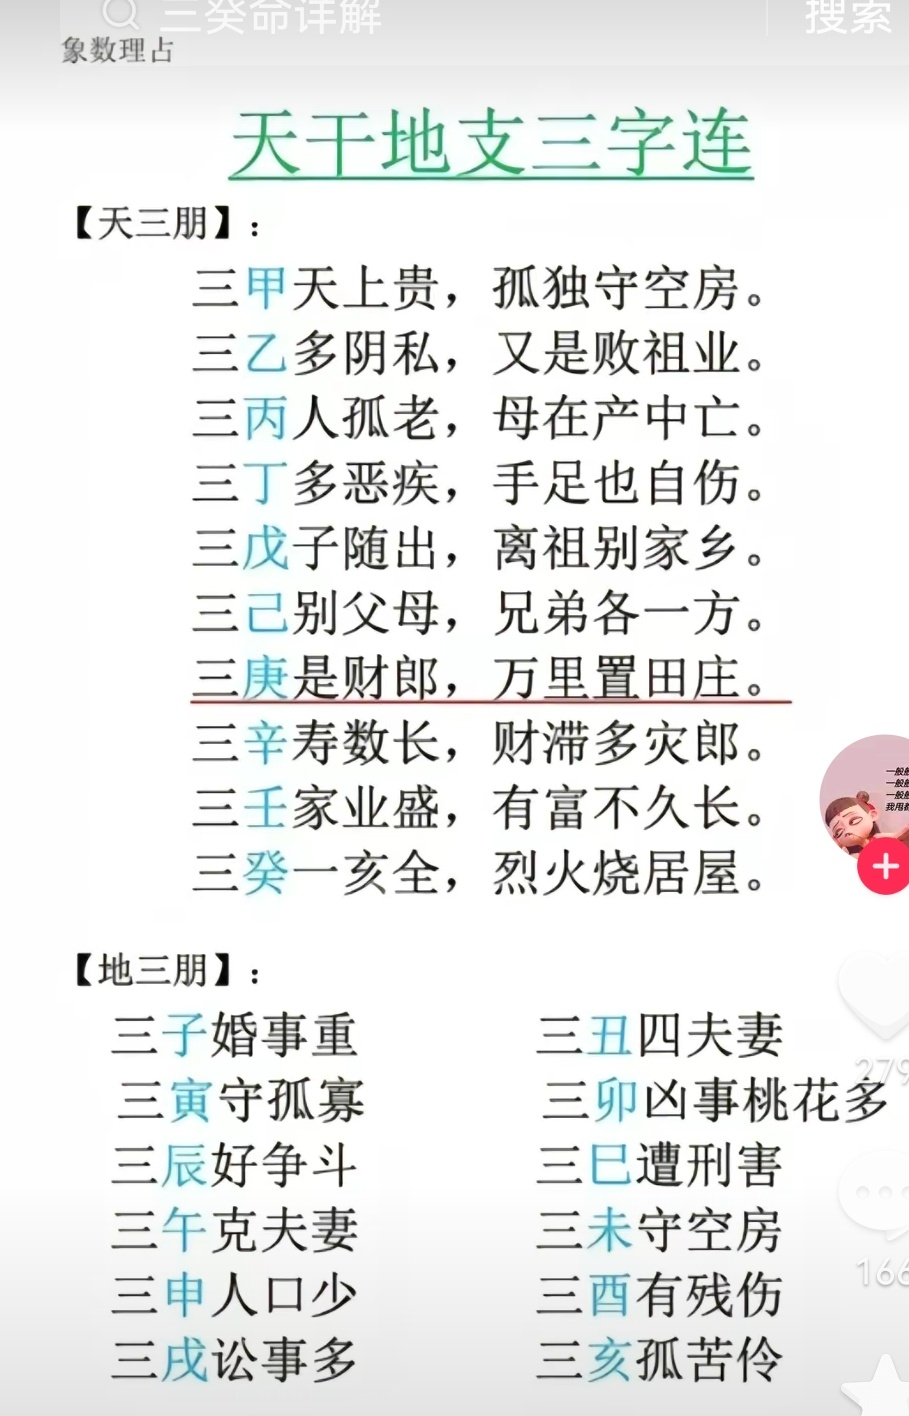 三癸命详解 搜索
象数理占
天干地支三字连
【天三朋】：
三甲天上贵，孤独守空房。
三乙多阴私，又是败祖业。
三丙人孤老，母在产中亡。
三丁多恶疾，手足也自伤。
三戊子随出，离祖别家乡。
三己别父母，兄弟各一方。
三庚是财郎，万里置田庄。
三辛寿数长，财滞多灾郎。
三壬家业盛，有富不久长。
三癸一亥全，烈火烧居屋。
【地三朋】：
三子婚事重 三丑四夫妻
三寅守孤寡 三卯凶事桃花多
三辰好争斗 三巳遭刑害
三午克夫妻 三未守空房
三申人口少 三酉有残伤
三戌讼事多 三亥孤苦伶
279
166